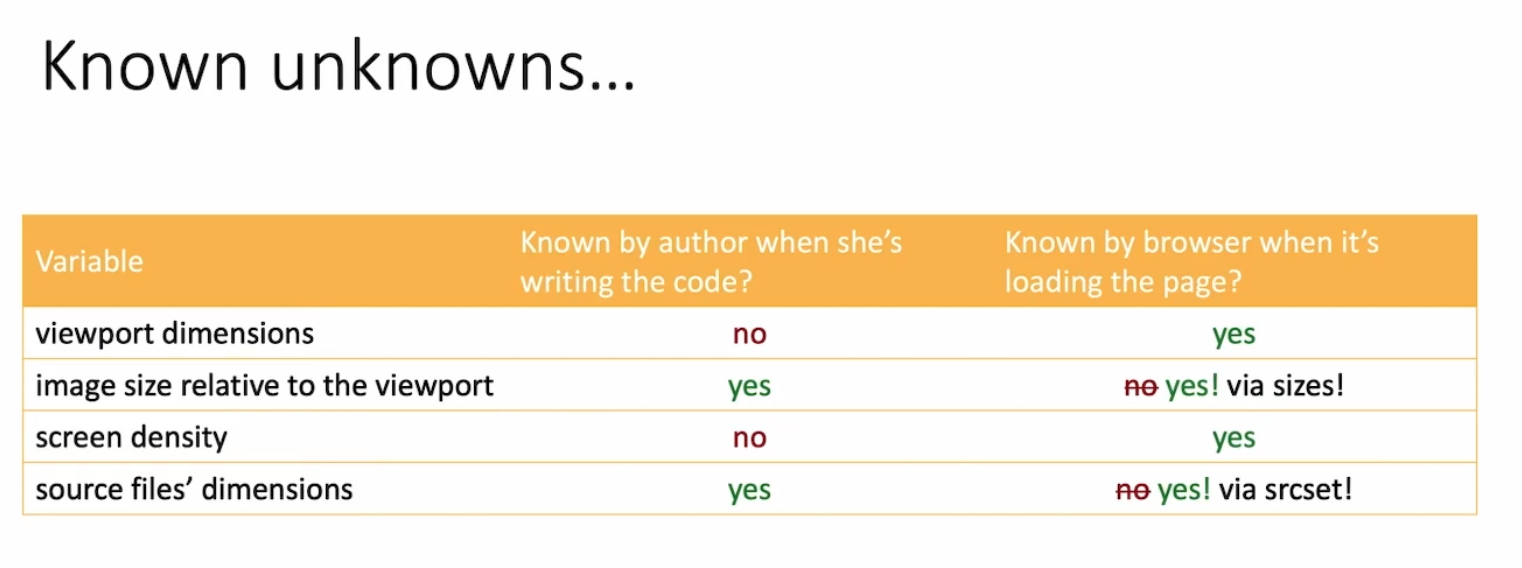 Known unknowns...
Variable
Known by author when she’s
writing the code?
Known by browser when it’s
loading the page?
viewport dimensions no yes
image size relative to the viewport yes no yes! via sizes!
screen density no yes
source files’ dimensions yes no yes! via srcset!